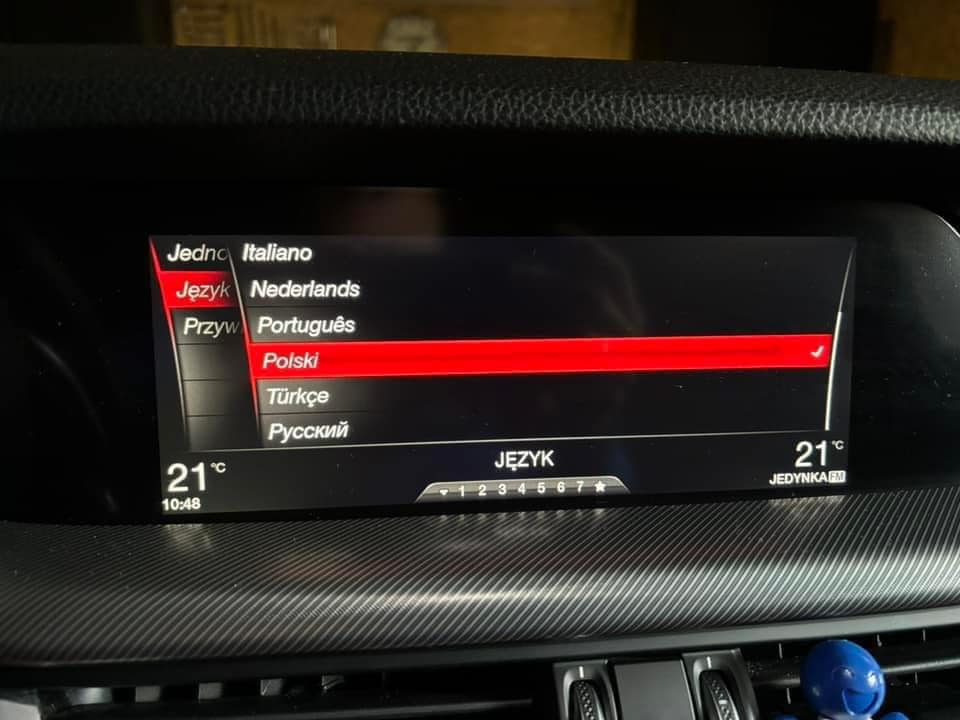 Jedno
Język
Przyw
Italiano
Nederlands
Português
Polski
Türkçe
Русский
JĘZYK
21°C
10:48
1 2 3 4 5 6 7
21°C
JEDYNKA FM